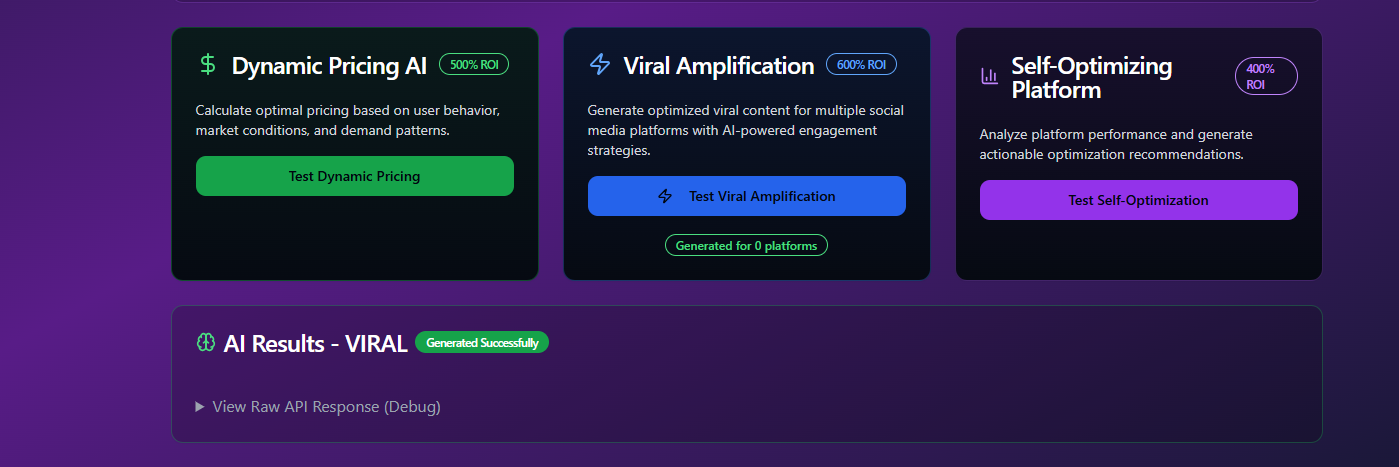 Dynamic Pricing AI
500% ROI
Calculate optimal pricing based on user behavior,
market conditions, and demand patterns.
Test Dynamic Pricing
Viral Amplification
600% ROI
Generate optimized viral content for multiple social
media platforms with AI-powered engagement
strategies.
Test Viral Amplification
Generated for 0 platforms
Self-Optimizing
Platform
400%
ROI
Analyze platform performance and generate
actionable optimization recommendations.
Test Self-Optimization
AI Results - VIRAL
Generated Successfully
View Raw API Response (Debug)